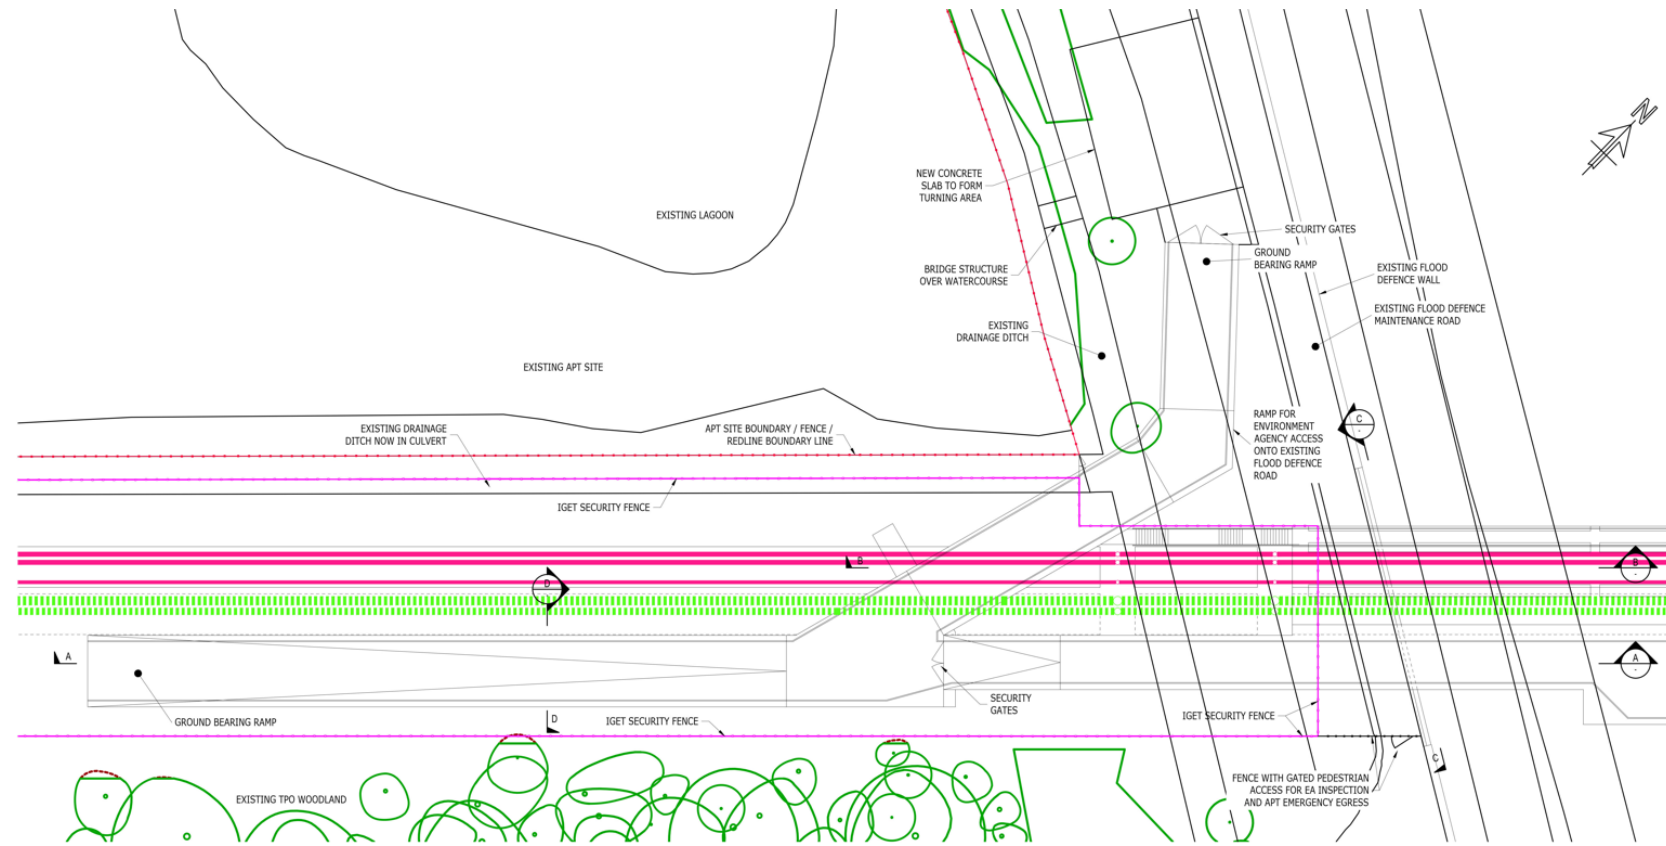 N
EXISTING LAGOON
NEW CONCRETE
SLAB TO FORM
TURNING AREA
SECURITY GATES
GROUND
BEARING RAMP
BRIDGE STRUCTURE
OVER WATERCOURSE
EXISTING FLOOD
DEFENCE WALL
EXISTING FLOOD DEFENCE
MAINTENANCE ROAD
EXISTING
DRAINAGE DITCH
EXISTING APT SITE
EXISTING DRAINAGE
DITCH NOW IN CULVERT
APT SITE BOUNDARY / FENCE /
REDLINE BOUNDARY LINE
RAMP FOR
ENVIRONMENT
AGENCY ACCESS
ONTO EXISTING
FLOOD DEFENCE
ROAD
C
-
IGET SECURITY FENCE
B
B
-
D
-
A
A
-
SECURITY
GATES
GROUND BEARING RAMP
D
IGET SECURITY FENCE
IGET SECURITY FENCE
C
FENCE WITH GATED PEDESTRIAN
ACCESS FOR EA INSPECTION
AND APT EMERGENCY EGRESS
EXISTING TPO WOODLAND